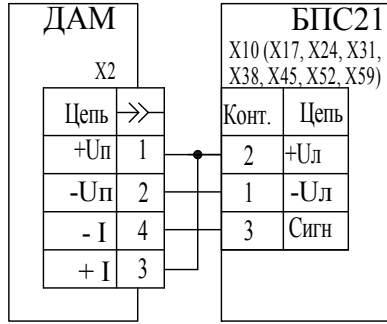 ДАМ
X2
Цепь
+Uп 1
-Uп 2
- I 4
+ I 3
БПС21
X10 (X17, X24, X31,
X38, X45, X52, X59)
Конт. Цепь
2 +Uл
1 -Uл
3 Сигн